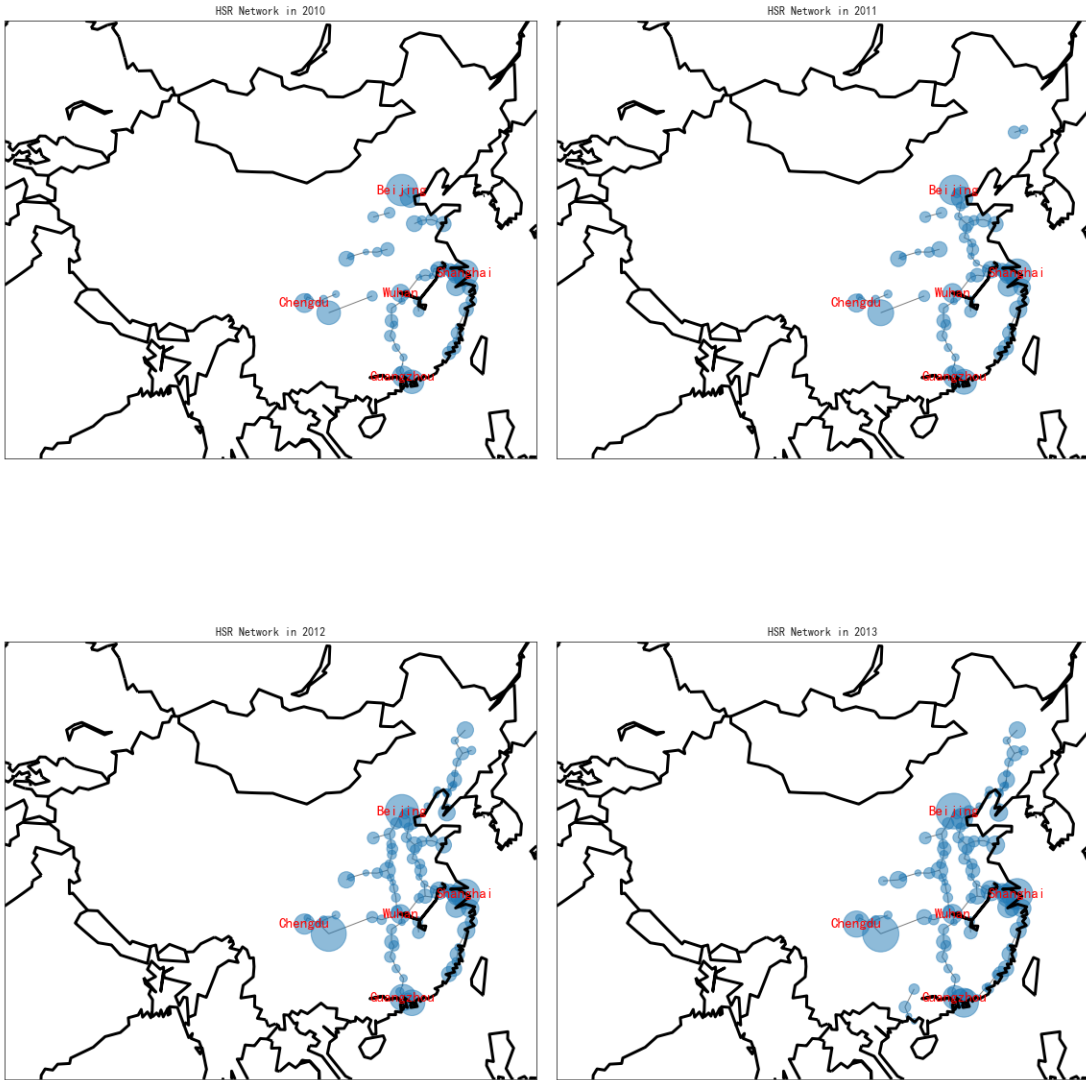 HSR Network in 2010
Beijing
Shanghai
Wuhan
Chengdu
Guangzhou
HSR Network in 2011
Beijing
Shanghai
Wuhan
Chengdu
Guangzhou
HSR Network in 2012
Beijing
Shanghai
Wuhan
Chengdu
Guangzhou
HSR Network in 2013
Beijing
Shanghai
Wuhan
Chengdu
Guangzhou